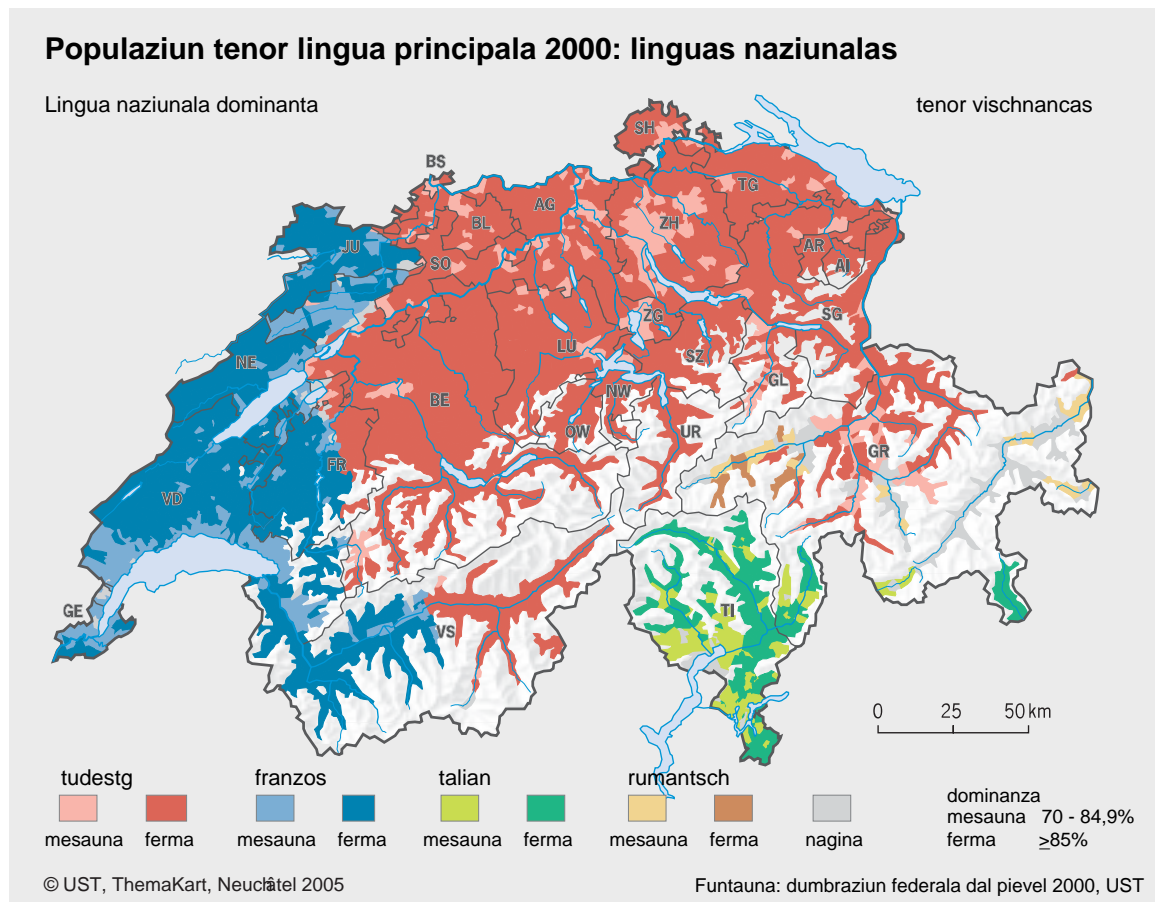 Populaziun tenor lingua principala 2000: linguas naziunalas
Lingua naziunala dominanta
tenor vischnancas
SH
BS
TG
AG
BL
ZH
JU
AR
SO
AI
ZG
SG
LU
SZ
NE
GL
NW
BE
OW
UR
GR
FR
VD
GE
TI
VS
0 25 50 km
tudestg franzos talian rumantsch
mesauna ferma mesauna ferma mesauna ferma mesauna ferma nagina
dominanza
mesauna 70 - 84,9%
ferma ≥85%
© UST, ThemaKart, Neuchâtel 2005
Funtauna: dumbraziun federala dal pievel 2000, UST